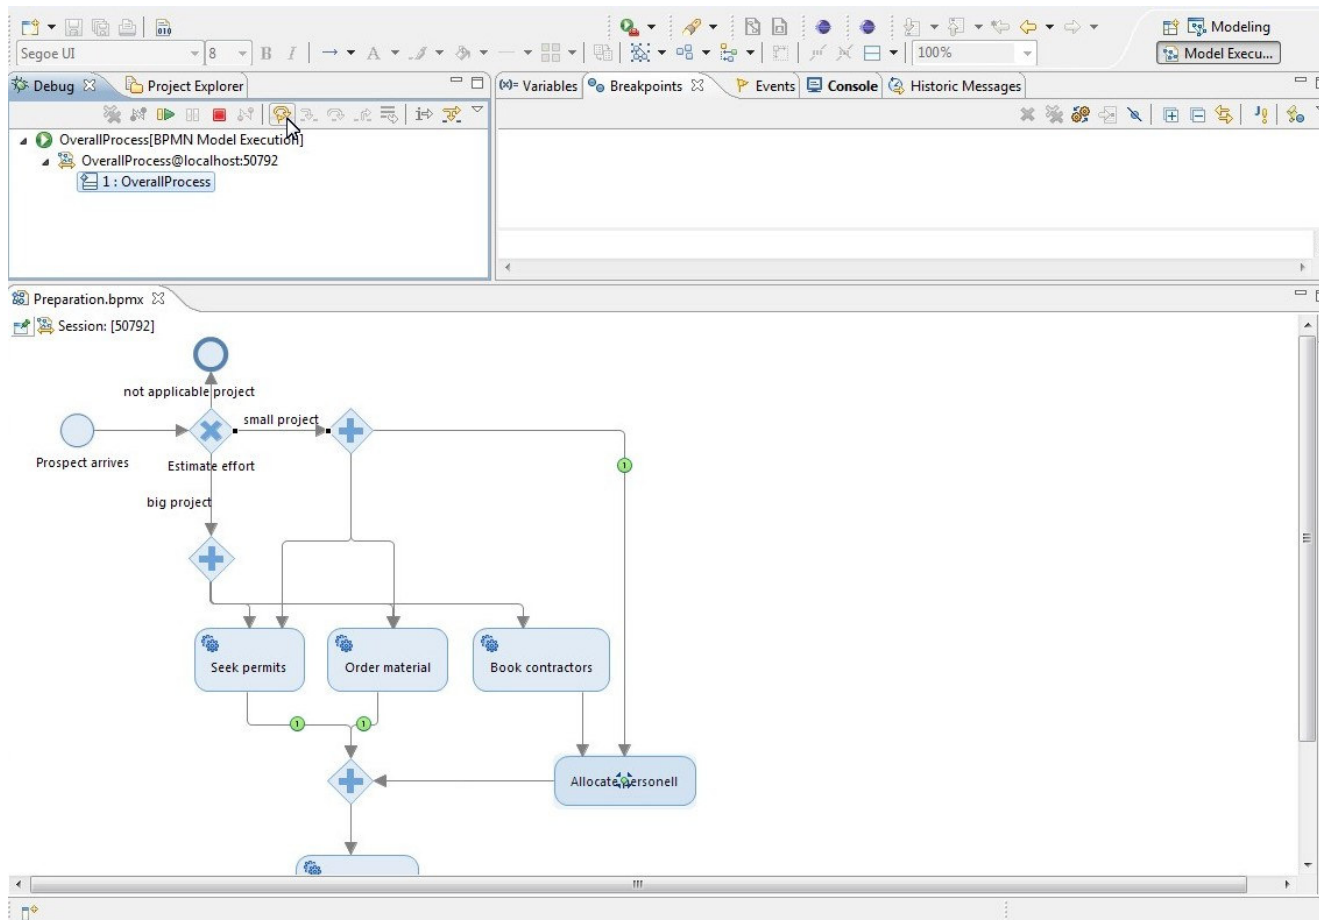 Modeling
Segoe UI 8 B I A 100% Model Execu...
Debug Project Explorer (x)= Variables Breakpoints Events Console Historic Messages
OverallProcess[BPMN Model Execution]
OverallProcess@localhost:50792
1 : OverallProcess
Preparation.bpmx
Session: [50792]
not applicable project
small project
Prospect arrives Estimate effort
1
big project
Seek permits Order material Book contractors
1 1
Allocate personell